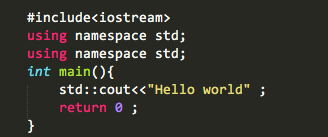 #include<iostream>
using namespace std;
using namespace std;
int main(){
    std::cout<<"Hello world" ;
    return 0 ;
}